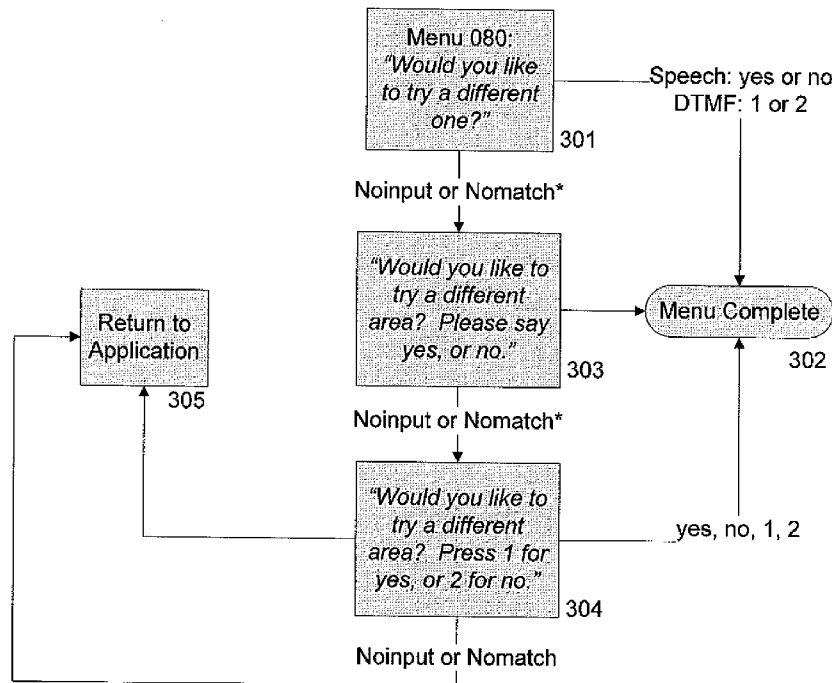 Menu 080:
"Would you like
to try a different
one?"
301
Speech: yes or no
DTMF: 1 or 2
Noinput or Nomatch*
"Would you like to
try a different
area? Please say
yes, or no."
303
Menu Complete
302
Return to
Application
305
Noinput or Nomatch*
"Would you like to
try a different
area? Press 1 for
yes, or 2 for no."
304
yes, no, 1, 2
Noinput or Nomatch